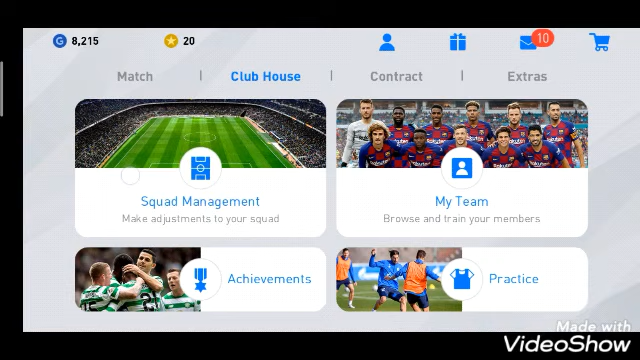 G 8,215
20
10
Match | Club House | Contract | Extras
Squad Management
Make adjustments to your squad
My Team
Browse and train your members
Achievements
Practice
Made with
VideoShow